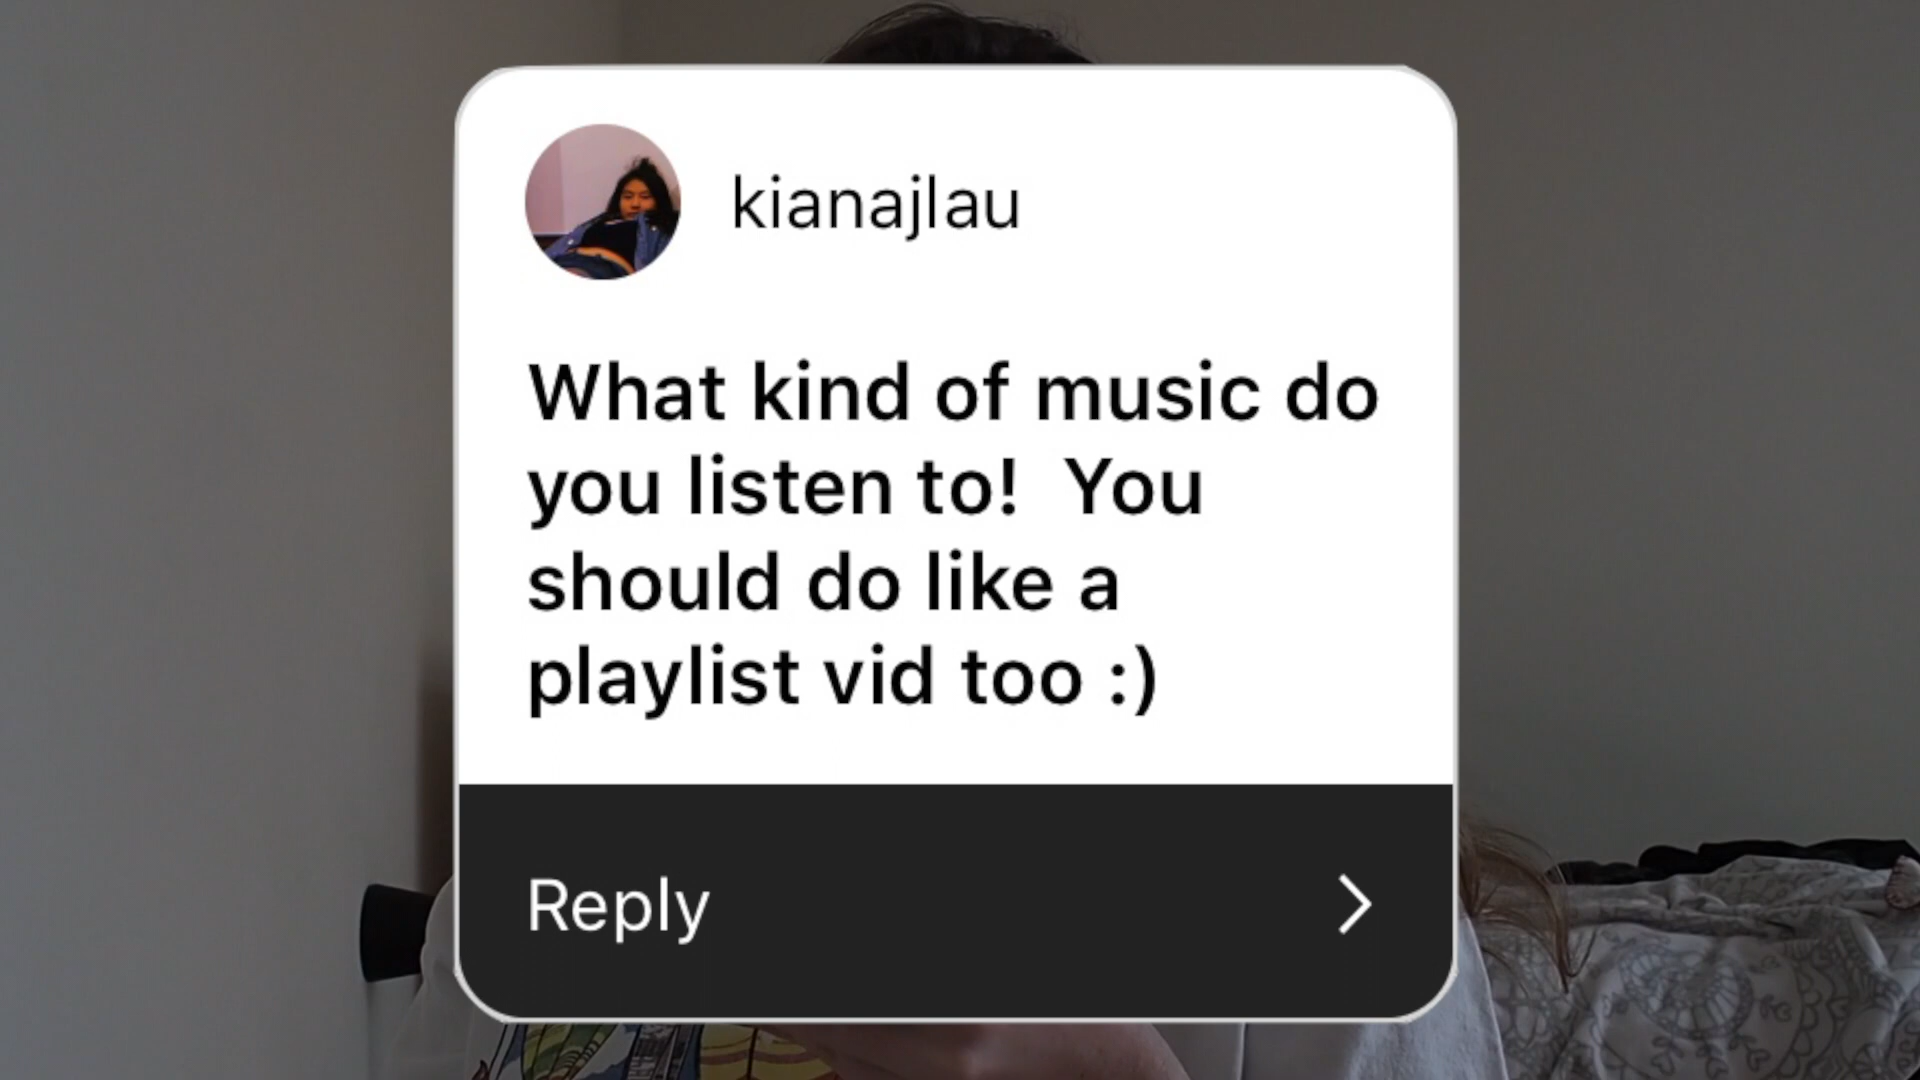 kianajlau
What kind of music do
you listen to!  You
should do like a
playlist vid too :)
Reply